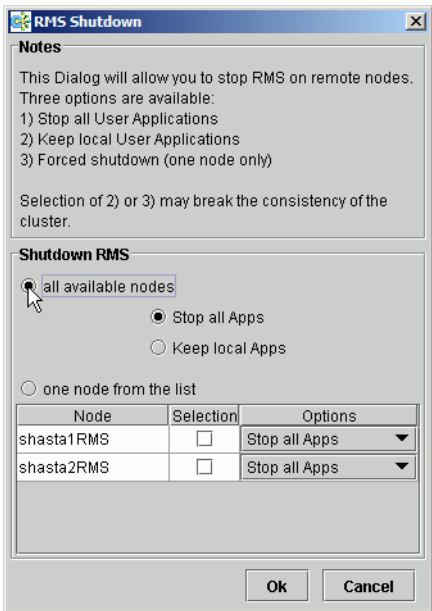 RMS Shutdown
Notes
This Dialog will allow you to stop RMS on remote nodes.
Three options are available:
1) Stop all User Applications
2) Keep local User Applications
3) Forced shutdown (one node only)
Selection of 2) or 3) may break the consistency of the
cluster.
Shutdown RMS
all available nodes
Stop all Apps
Keep local Apps
one node from the list
Node Selection Options
shasta1RMS Stop all Apps
shasta2RMS Stop all Apps
Ok Cancel